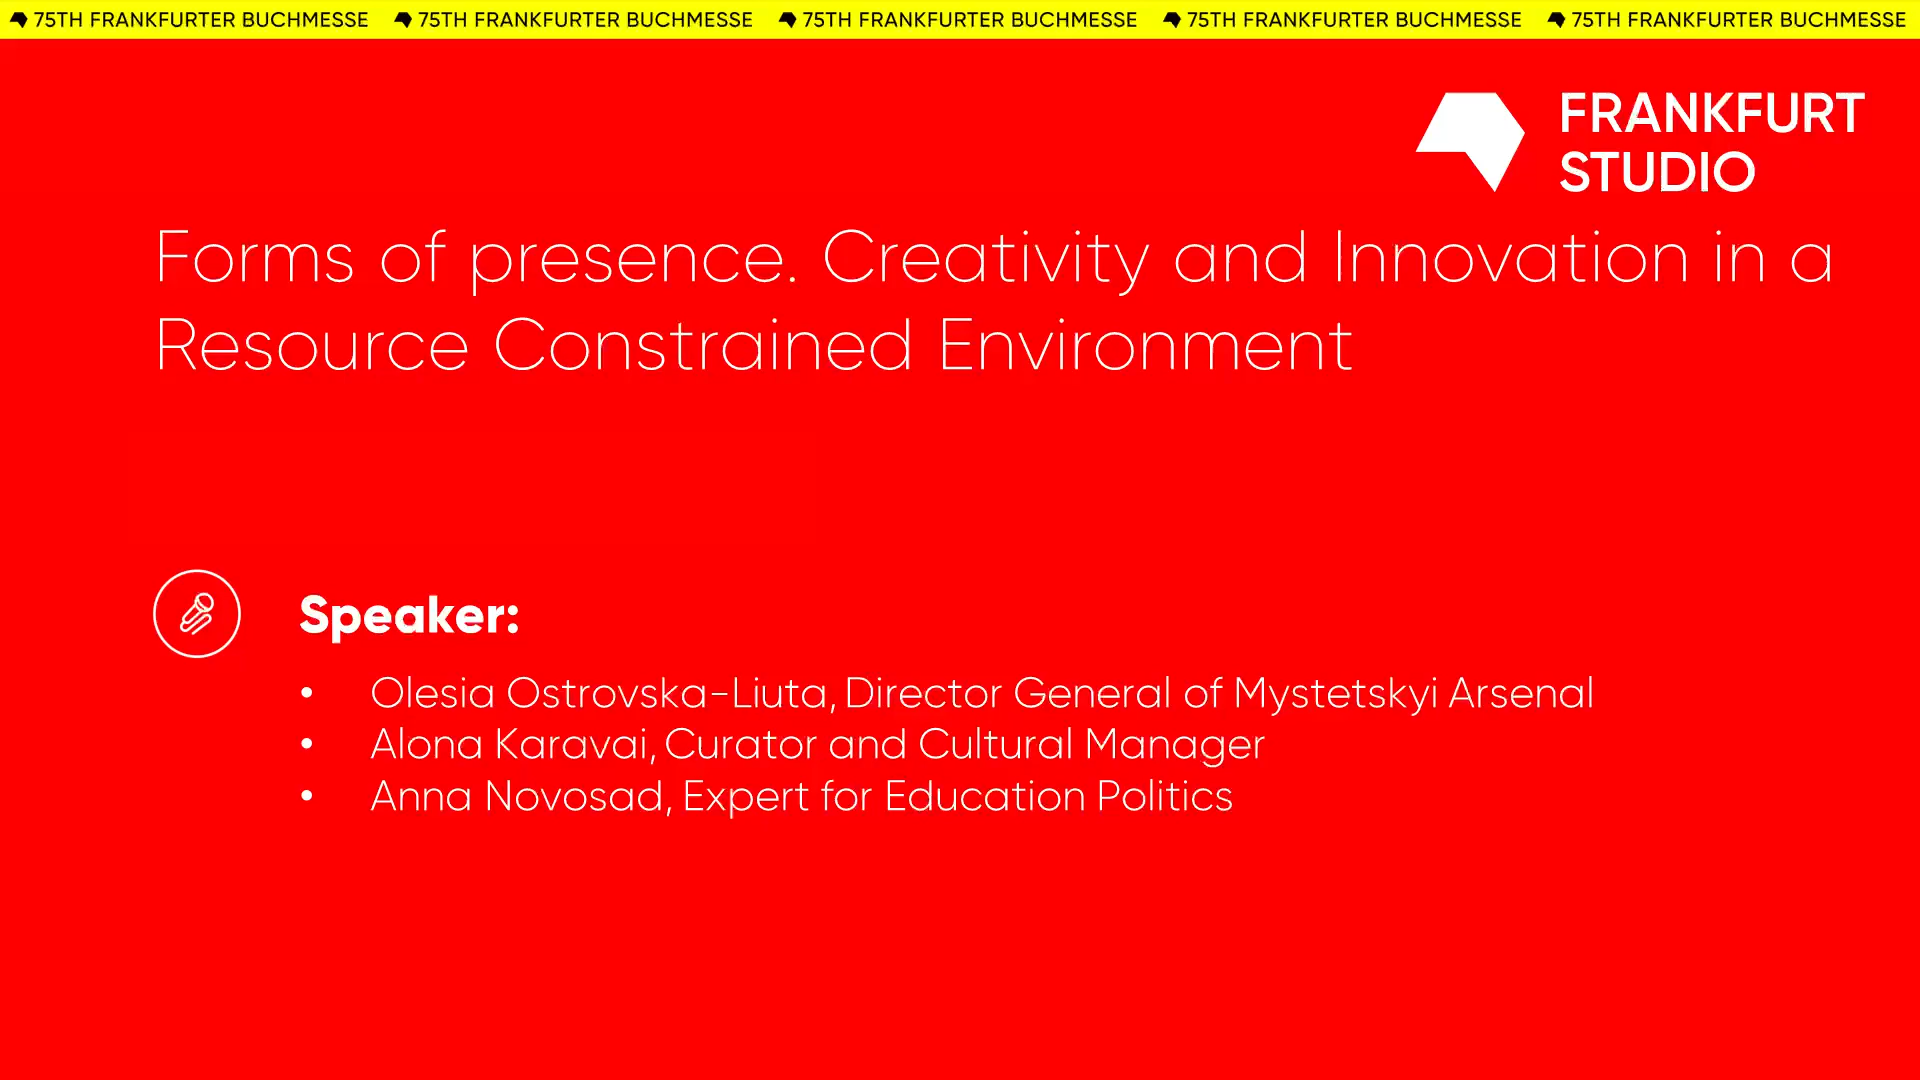 75TH FRANKFURTER BUCHMESSE 75TH FRANKFURTER BUCHMESSE 75TH FRANKFURTER BUCHMESSE 75TH FRANKFURTER BUCHMESSE 75TH FRANKFURTER BUCHMESSE
FRANKFURT
STUDIO
Forms of presence. Creativity and Innovation in a
Resource Constrained Environment
Speaker:
• Olesia Ostrovska-Liuta, Director General of Mystetskyi Arsenal
• Alona Karavai, Curator and Cultural Manager
• Anna Novosad, Expert for Education Politics